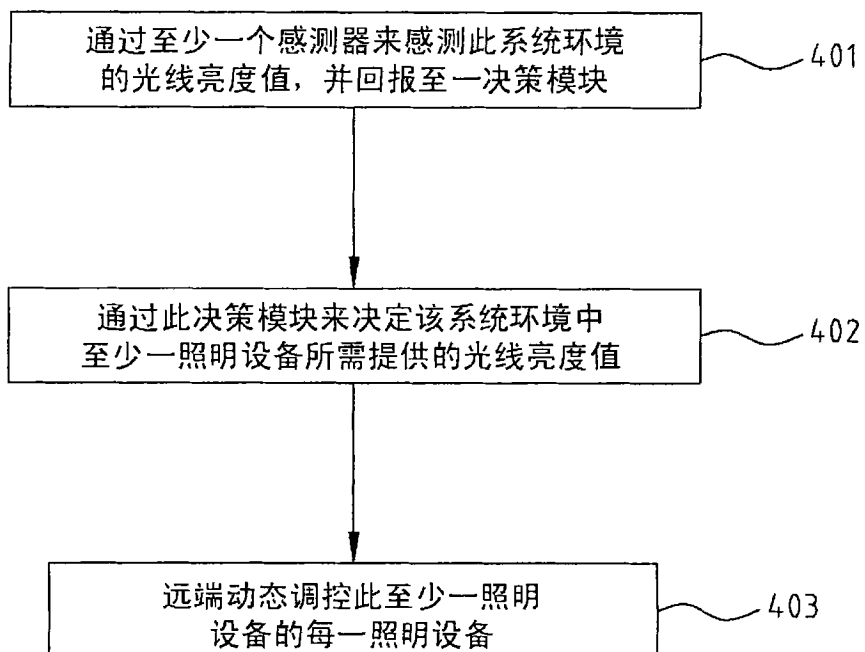 通过至少一个感测器来感测此系统环境
的光线亮度值，并回报至一决策模块
401
通过此决策模块来决定该系统环境中
至少一照明设备所需提供的光线亮度值
402
远端动态调控此至少一照明
设备的每一照明设备
403